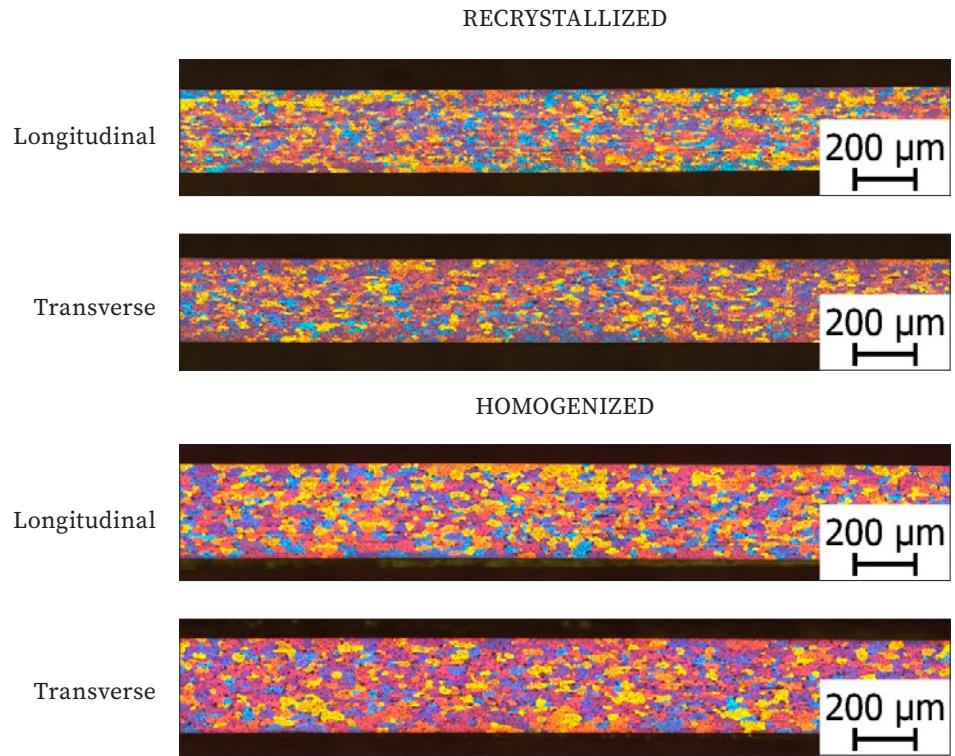 RECRYSTALLIZED
Longitudinal
200 µm
Transverse
200 µm
HOMOGENIZED
Longitudinal
200 µm
Transverse
200 µm